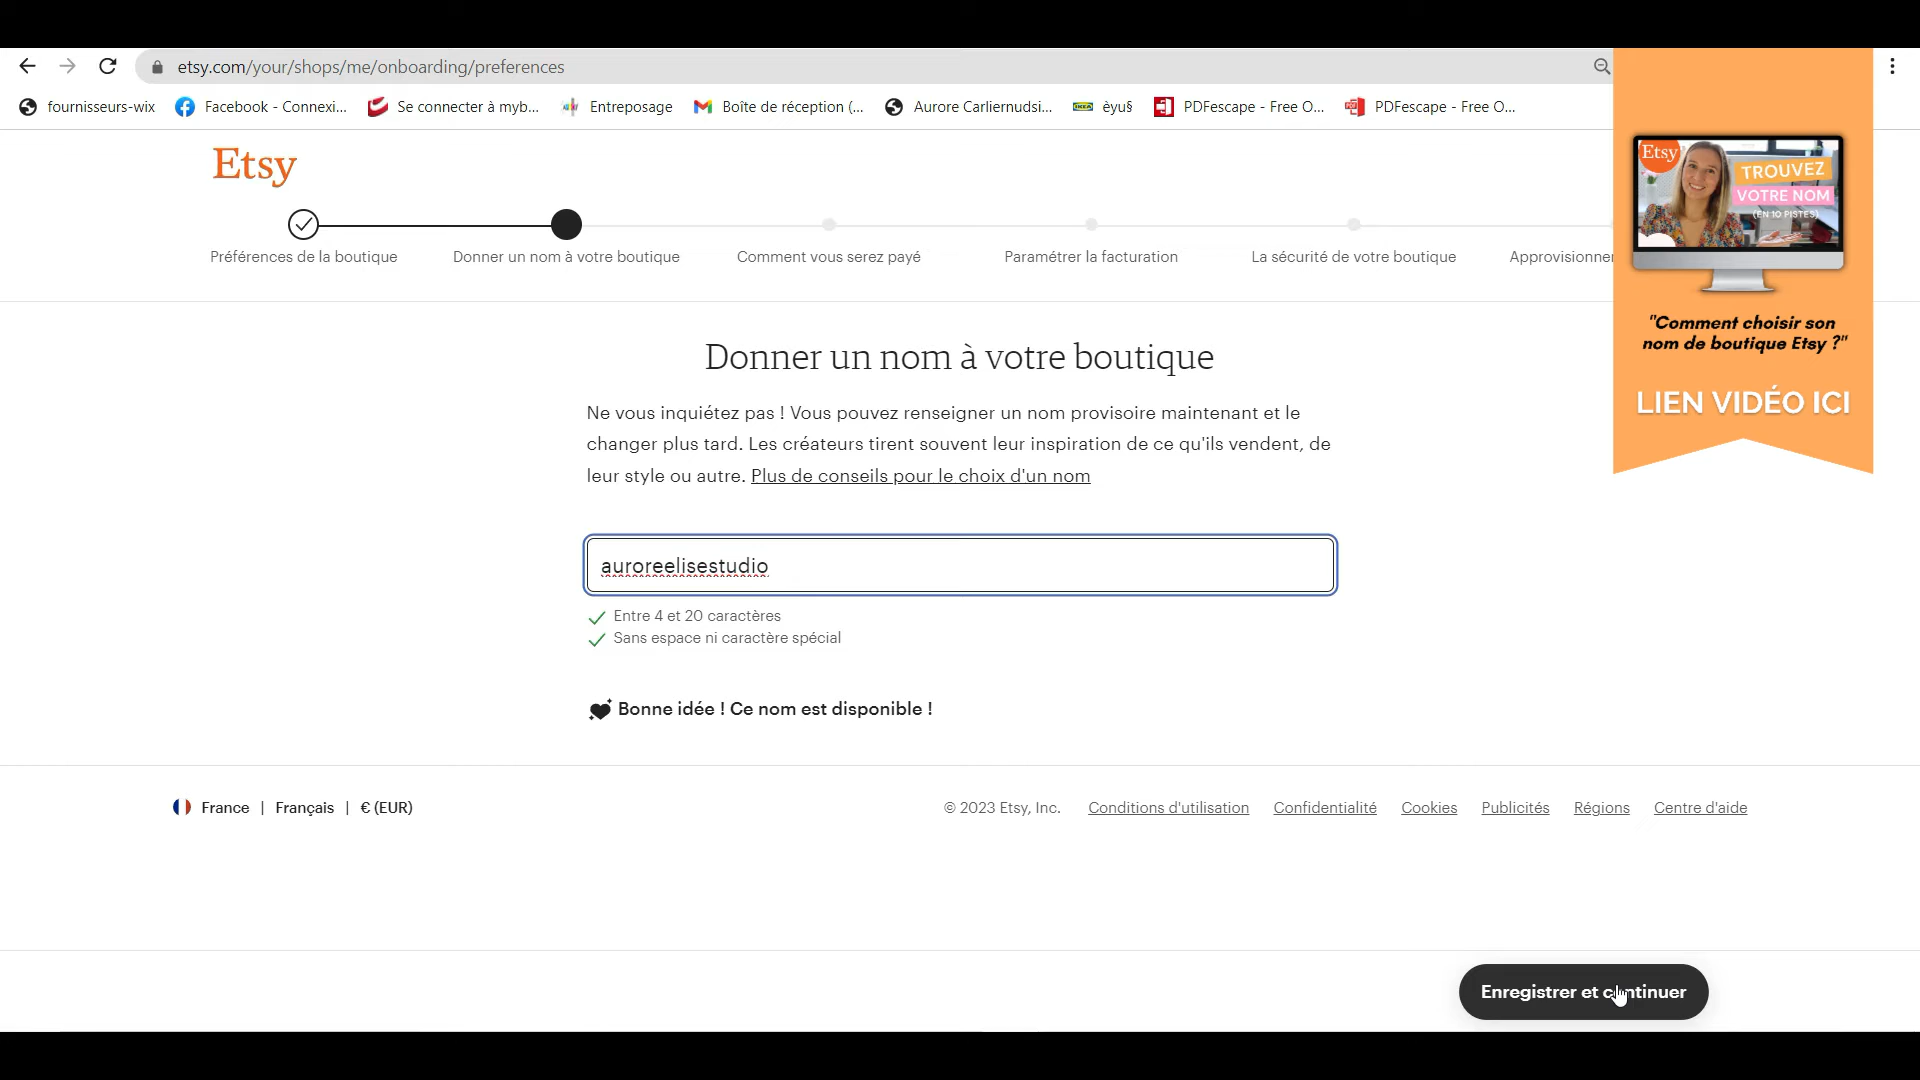 etsy.com/your/shops/me/onboarding/preferences
fournisseurs-wix Facebook - Connexi... Se connecter à myb... Entreposage Boîte de réception (... Aurore Carliernudsi... èyu§ PDFescape - Free O... PDFescape - Free O...
Etsy
Préférences de la boutique
Donner un nom à votre boutique
Comment vous serez payé
Paramétrer la facturation
La sécurité de votre boutique
Approvisionner
Etsy
TROUVEZ
VOTRE NOM
(EN 10 PISTES)
"Comment choisir son
nom de boutique Etsy ?"
LIEN VIDÉO ICI
Donner un nom à votre boutique
Ne vous inquiétez pas ! Vous pouvez renseigner un nom provisoire maintenant et le
changer plus tard. Les créateurs tirent souvent leur inspiration de ce qu'ils vendent, de
leur style ou autre. Plus de conseils pour le choix d'un nom
auroreelisestudio
Entre 4 et 20 caractères
Sans espace ni caractère spécial
Bonne idée ! Ce nom est disponible !
France | Français | € (EUR)
© 2023 Etsy, Inc. Conditions d'utilisation Confidentialité Cookies Publicités Régions Centre d'aide
Enregistrer et continuer